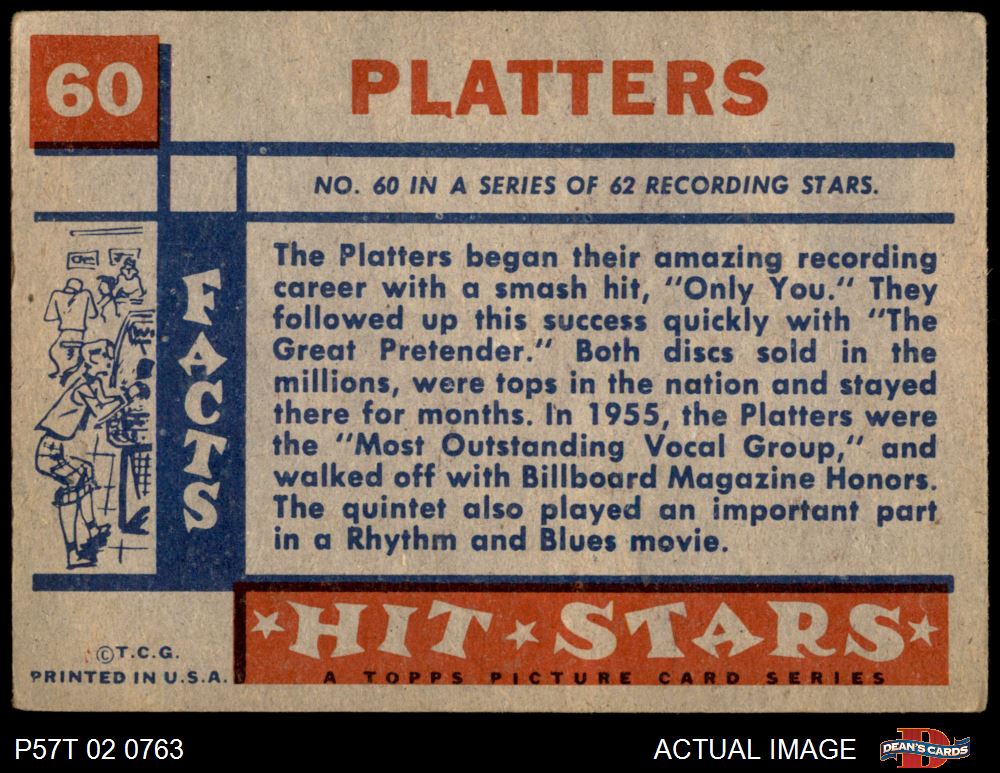 60
PLATTERS
NO. 60 IN A SERIES OF 62 RECORDING STARS.
FACTS
The Platters began their amazing recording
career with a smash hit, "Only You." They
followed up this success quickly with "The
Great Pretender." Both discs sold in the
millions, were tops in the nation and stayed
there for months. In 1955, the Platters were
the "Most Outstanding Vocal Group," and
walked off with Billboard Magazine Honors.
The quintet also played an important part
in a Rhythm and Blues movie.
★HIT★STARS★
A TOPPS PICTURE CARD SERIES
©T.C.G.
PRINTED IN U.S.A.
P57T 02 0763
ACTUAL IMAGE
D
DEAN'S CARDS